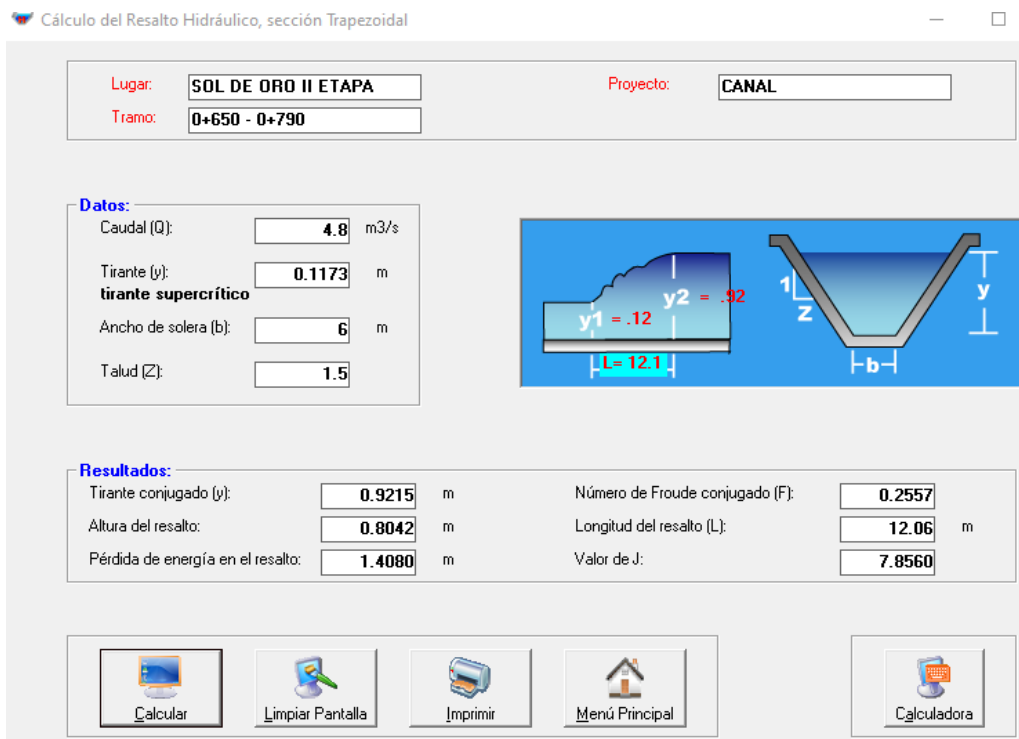 Cálculo del Resalto Hidráulico, sección Trapezoidal
Lugar: SOL DE ORO II ETAPA Proyecto: CANAL
Tramo: 0+650 - 0+790
Datos:
Caudal (Q): 4.8 m3/s
Tirante (y): 0.1173 m
tirante supercrítico
Ancho de solera (b): 6 m
Talud (Z): 1.5
y2 = .92
y1 = .12
L= 12.1
1
Z
y
b
Resultados:
Tirante conjugado (y): 0.9215 m Número de Froude conjugado (F): 0.2557
Altura del resalto: 0.8042 m Longitud del resalto (L): 12.06 m
Pérdida de energía en el resalto: 1.4080 m Valor de J: 7.8560
Calcular Limpiar Pantalla Imprimir Menú Principal Calculadora